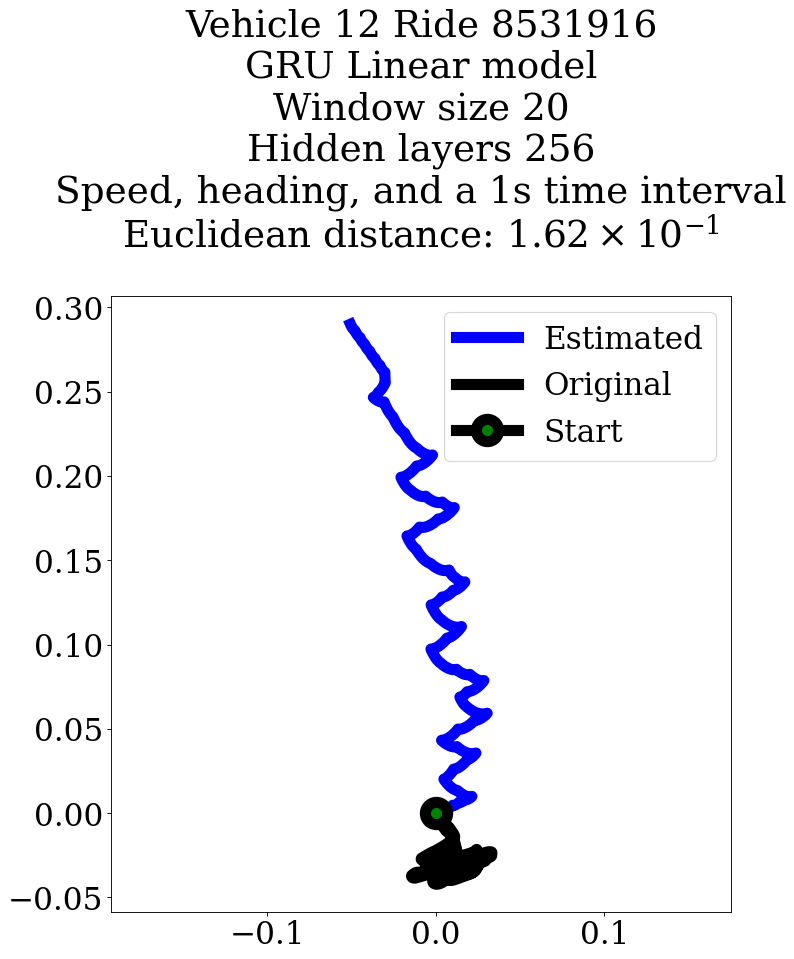 Vehicle 12 Ride 8531916
GRU Linear model
Window size 20
Hidden layers 256
Speed, heading, and a 1s time interval
Euclidean distance: 1.62 × 10⁻¹
0.30
0.25
0.20
0.15
0.10
0.05
0.00
−0.05
Estimated
Original
Start
−0.1
0.0
0.1